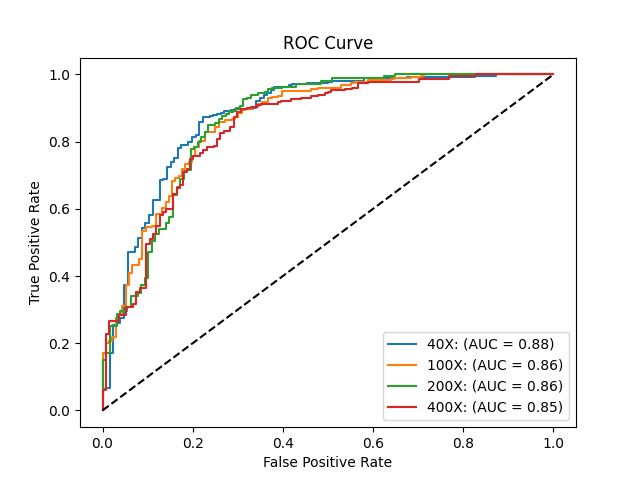 ROC Curve
True Positive Rate
1.0
0.8
0.6
0.4
0.2
0.0
0.0 0.2 0.4 0.6 0.8 1.0
False Positive Rate
40X: (AUC = 0.88)
100X: (AUC = 0.86)
200X: (AUC = 0.86)
400X: (AUC = 0.85)